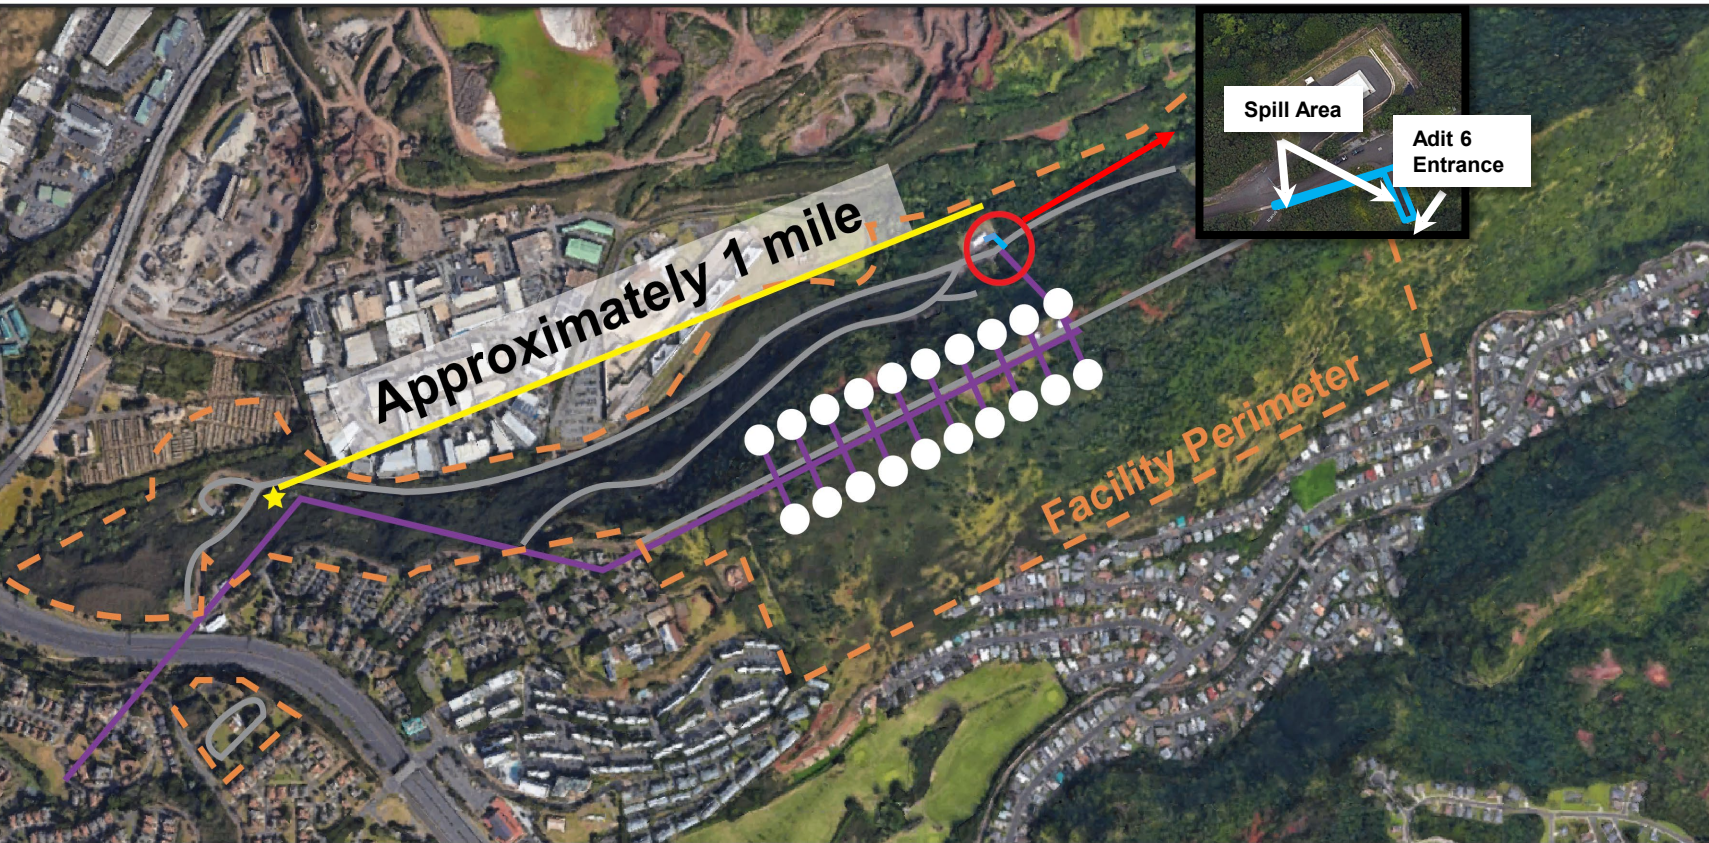 Spill Area
Adit 6
Entrance
Approximately 1 mile
Facility Perimeter